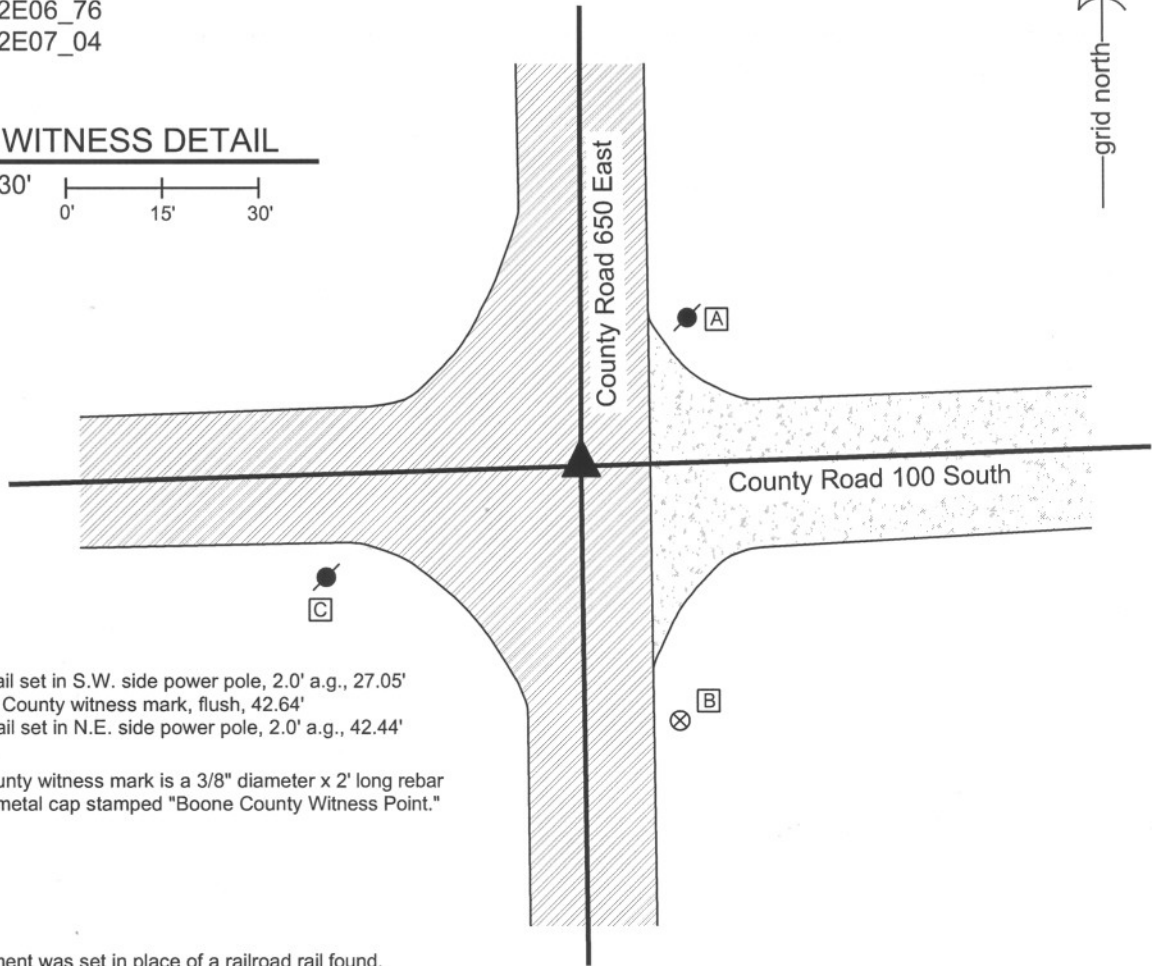 2E06_76
2E07_04
WITNESS DETAIL
30'
0' 15' 30'
grid north
County Road 650 East
A
County Road 100 South
C
B
ail set in S.W. side power pole, 2.0' a.g., 27.05'
County witness mark, flush, 42.64'
ail set in N.E. side power pole, 2.0' a.g., 42.44'
unty witness mark is a 3/8" diameter x 2' long rebar
metal cap stamped "Boone County Witness Point."
ment was set in place of a railroad rail found.